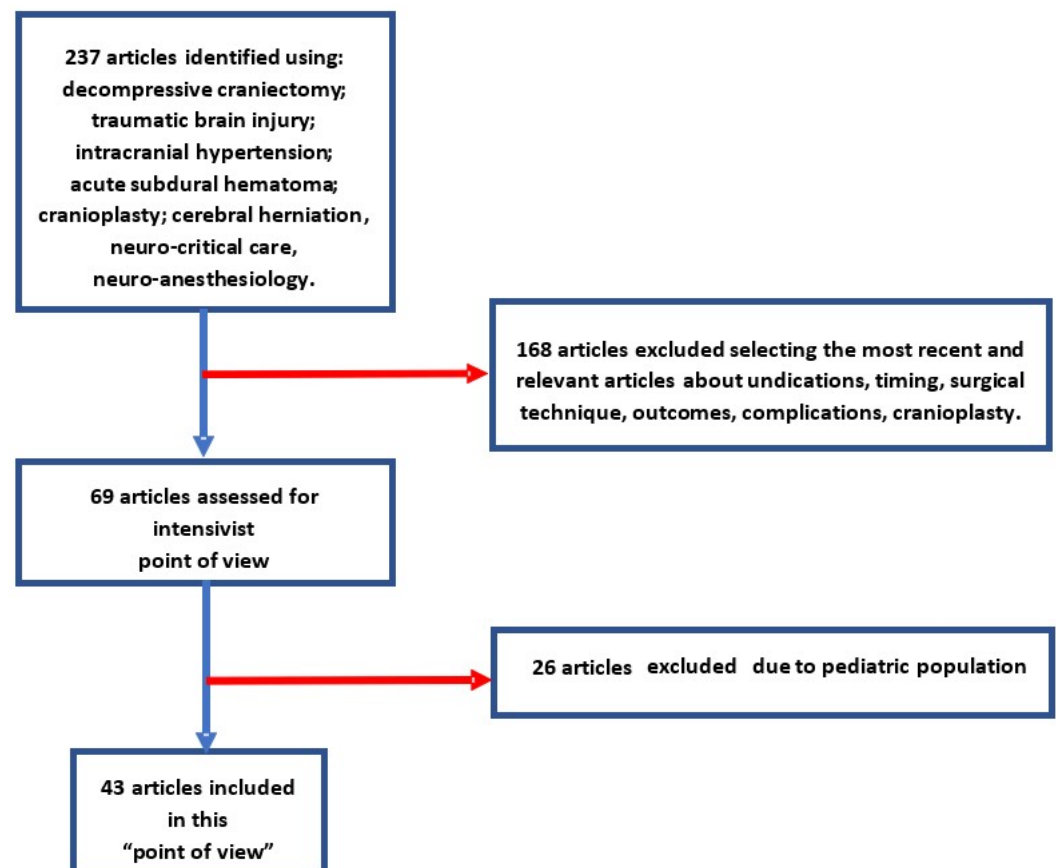 237 articles identified using:
decompressive craniectomy;
traumatic brain injury;
intracranial hypertension;
acute subdural hematoma;
cranioplasty; cerebral herniation,
neuro-critical care,
neuro-anesthesiology.
168 articles excluded selecting the most recent and
relevant articles about undications, timing, surgical
technique, outcomes, complications, cranioplasty.
69 articles assessed for
intensivist
point of view
26 articles excluded due to pediatric population
43 articles included
in this
“point of view”